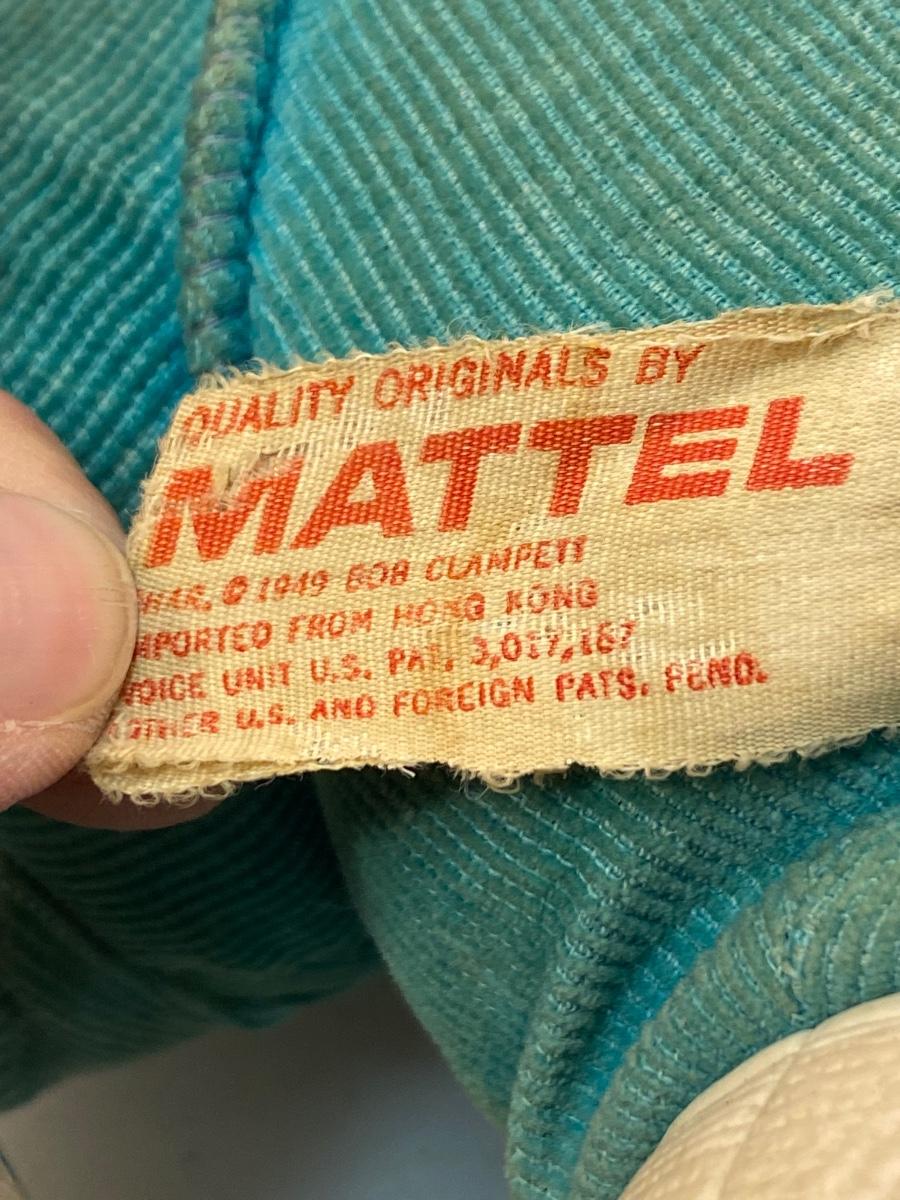 QUALITY ORIGINALS BY
MATTEL
© 1949 BOB CLAMPETT
IMPORTED FROM HONG KONG
VOICE UNIT U.S. PAT. 3,017,187
OTHER U.S. AND FOREIGN PATS. PEND.